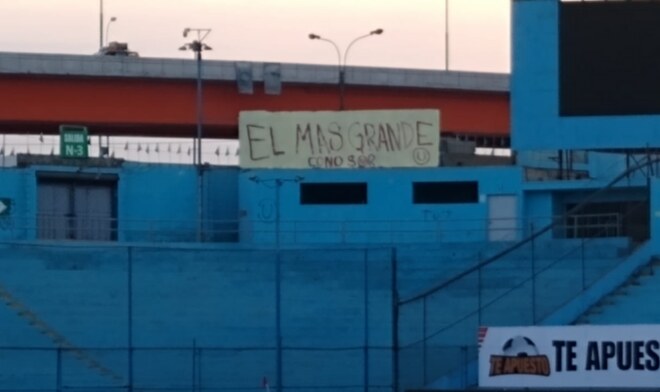 SALIDA
N-3
EL MAS GRANDE
CONO SUR
TE APUESTO
TE APUES